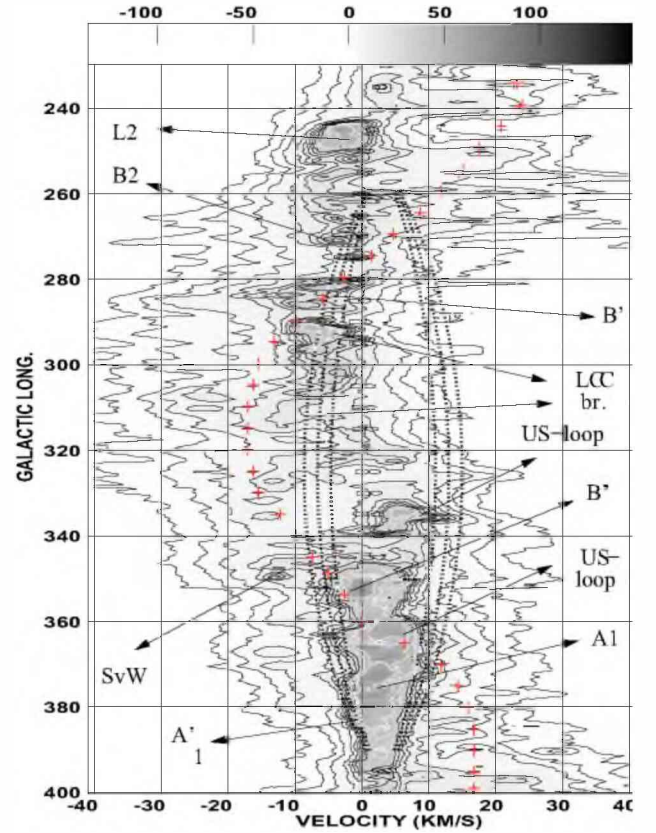 -100 -50 0 50 100
240
L2
B2
260
280
B'
300
LCC
br.
320
US-loop
B'
340
US-
loop
360
A1
SvW
380
A'
1
400
-40 -30 -20 -10 0 10 20 30 40
VELOCITY (KM/S)
GALACTIC LONG.